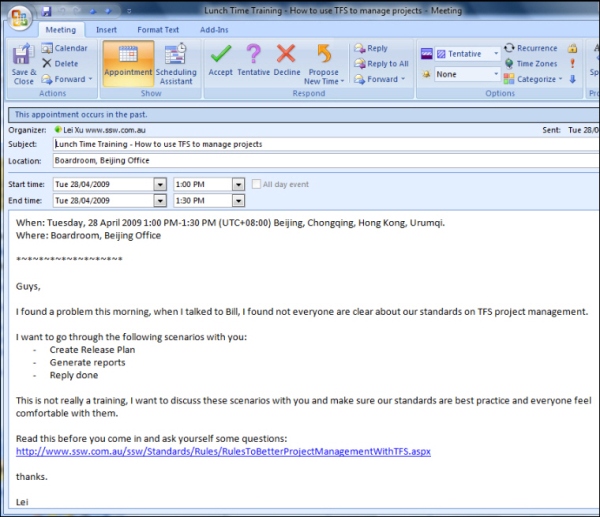 Lunch Time Training - How to use TFS to manage projects - Meeting
Meeting Insert Format Text Add-Ins
Save & Close
Calendar
Delete
Forward
Actions
Appointment
Scheduling Assistant
Show
Accept
Tentative
Decline
Propose New Time
Reply
Reply to All
Forward
Respond
Tentative
None
Recurrence
Time Zones
Categorize
Options
This appointment occurs in the past.
Organizer: Lei Xu www.ssw.com.au Sent: Tue 28/0
Subject: Lunch Time Training - How to use TFS to manage projects
Location: Boardroom, Beijing Office
Start time: Tue 28/04/2009 1:00 PM All day event
End time: Tue 28/04/2009 1:30 PM
When: Tuesday, 28 April 2009 1:00 PM-1:30 PM (UTC+08:00) Beijing, Chongqing, Hong Kong, Urumqi.
Where: Boardroom, Beijing Office
*~*~*~*~*~*~*~*~*~*
Guys,
I found a problem this morning, when I talked to Bill, I found not everyone are clear about our standards on TFS project management.
I want to go through the following scenarios with you:
- Create Release Plan
- Generate reports
- Reply done
This is not really a training, I want to discuss these scenarios with you and make sure our standards are best practice and everyone feel
comfortable with them.
Read this before you come in and ask yourself some questions:
http://www.ssw.com.au/ssw/Standards/Rules/RulesToBetterProjectManagementWithTFS.aspx
thanks.
Lei